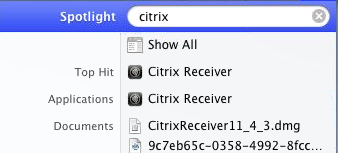 Spotlight citrix
Show All
Top Hit Citrix Receiver
Applications Citrix Receiver
Documents CitrixReceiver11_4_3.dmg
9c7eb65c-0358-4992-8fcc...